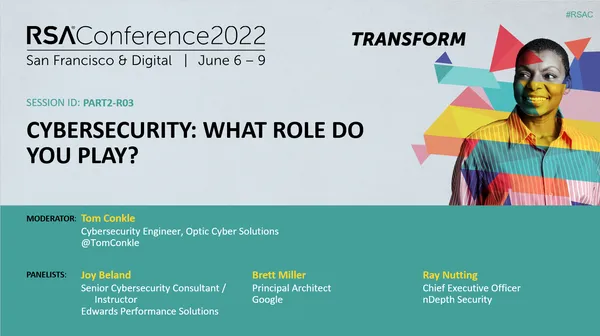 #RSAC
RSAConference2022
San Francisco & Digital | June 6 – 9
TRANSFORM
SESSION ID: PART2-R03
CYBERSECURITY: WHAT ROLE DO
YOU PLAY?
MODERATOR: Tom Conkle
Cybersecurity Engineer, Optic Cyber Solutions
@TomConkle
PANELISTS: Joy Beland
Senior Cybersecurity Consultant /
Instructor
Edwards Performance Solutions
Brett Miller
Principal Architect
Google
Ray Nutting
Chief Executive Officer
nDepth Security